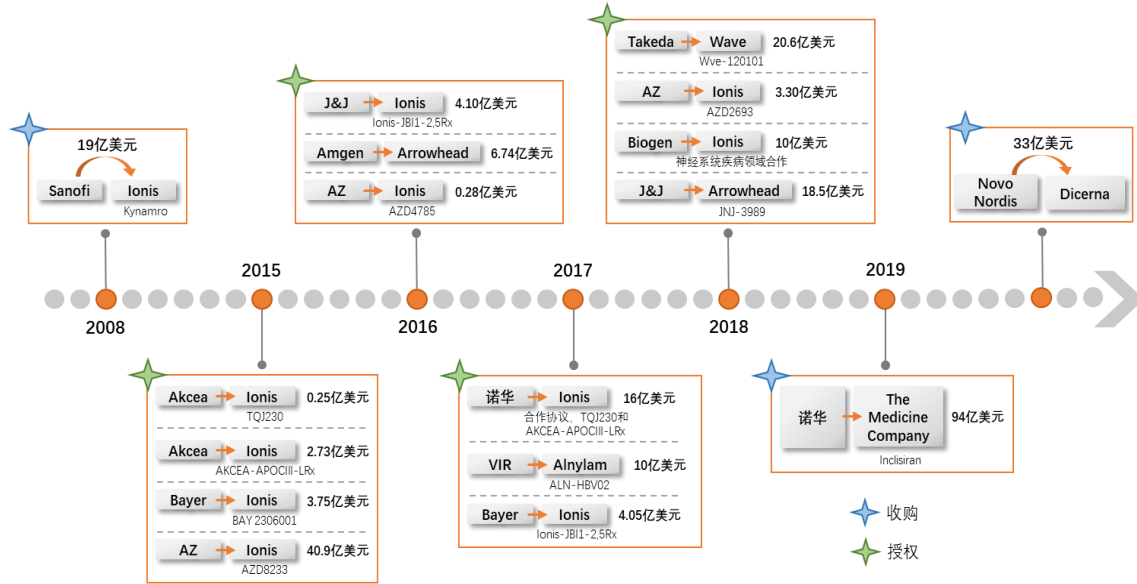 19亿美元
Sanofi
Ionis
Kynamro
2008
2015
Akcea
Ionis
0.25亿美元
TQJ230
Akcea
Ionis
2.73亿美元
AKCEA-APOCIII-LRx
Bayer
Ionis
3.75亿美元
BAY 2306001
AZ
Ionis
40.9亿美元
AZD8233
J&J
Ionis
4.10亿美元
Ionis-JBI1-2,5Rx
Amgen
Arrowhead
6.74亿美元
AZ
Ionis
0.28亿美元
AZD4785
2016
2017
诺华
Ionis
16亿美元
合作协议，TQJ230和
AKCEA-APOCIII-LRx
VIR
Alnylam
10亿美元
ALN-HBV02
Bayer
Ionis
4.05亿美元
Ionis-JBI1-2,5Rx
Takeda
Wave
20.6亿美元
Wve-120101
AZ
Ionis
3.30亿美元
AZD2693
Biogen
Ionis
10亿美元
神经系统疾病领域合作
J&J
Arrowhead
18.5亿美元
JNJ-3989
2018
2019
诺华
The
Medicine
Company
94亿美元
Inclisiran
33亿美元
Novo
Nordis
Dicerna
收购
授权